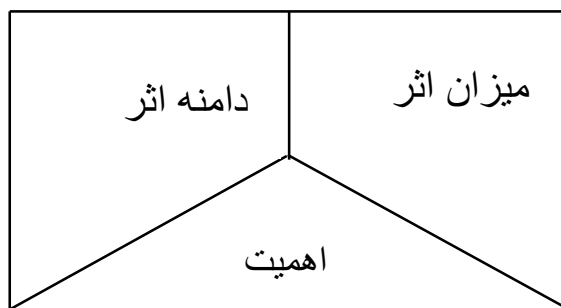 میزان اثر
دامنه اثر
اهمیت